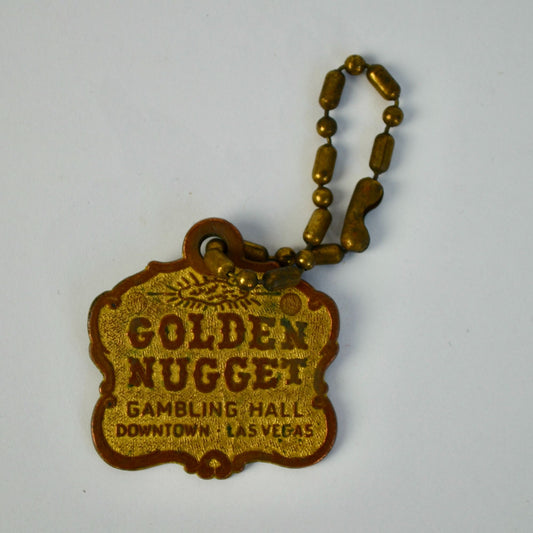 GOLDEN
NUGGET
GAMBLING HALL
DOWNTOWN · LAS VEGAS